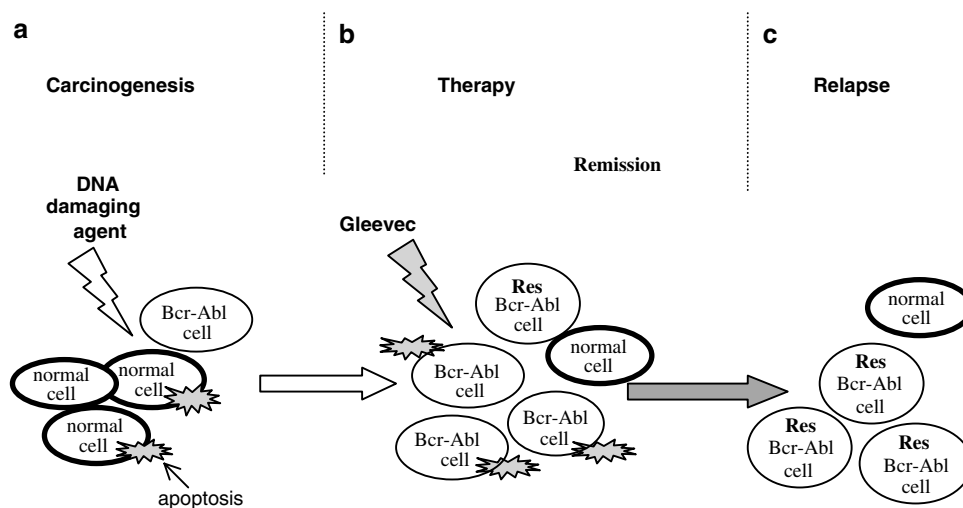 a
Carcinogenesis
DNA
damaging
agent
Bcr-Abl
cell
normal
cell
normal
cell
normal
cell
apoptosis
b
Therapy
Remission
Gleevec
Res
Bcr-Abl
cell
normal
cell
Bcr-Abl
cell
Bcr-Abl
cell
Bcr-Abl
cell
c
Relapse
normal
cell
Res
Bcr-Abl
cell
Res
Bcr-Abl
cell
Res
Bcr-Abl
cell